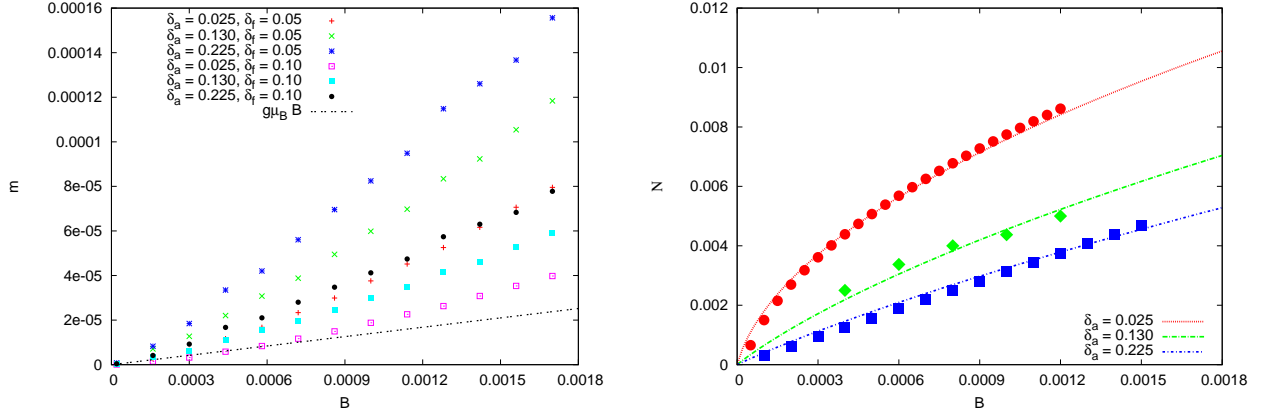 δa = 0.025, δf = 0.05
δa = 0.130, δf = 0.05
δa = 0.225, δf = 0.05
δa = 0.025, δf = 0.10
δa = 0.130, δf = 0.10
δa = 0.225, δf = 0.10
gμB B
0.00016
0.00014
0.00012
0.0001
8e-05
6e-05
4e-05
2e-05
0
m
0 0.0003 0.0006 0.0009 0.0012 0.0015 0.0018
B
0.012
0.01
0.008
0.006
0.004
0.002
0
N
δa = 0.025
δa = 0.130
δa = 0.225
0 0.0003 0.0006 0.0009 0.0012 0.0015 0.0018
B